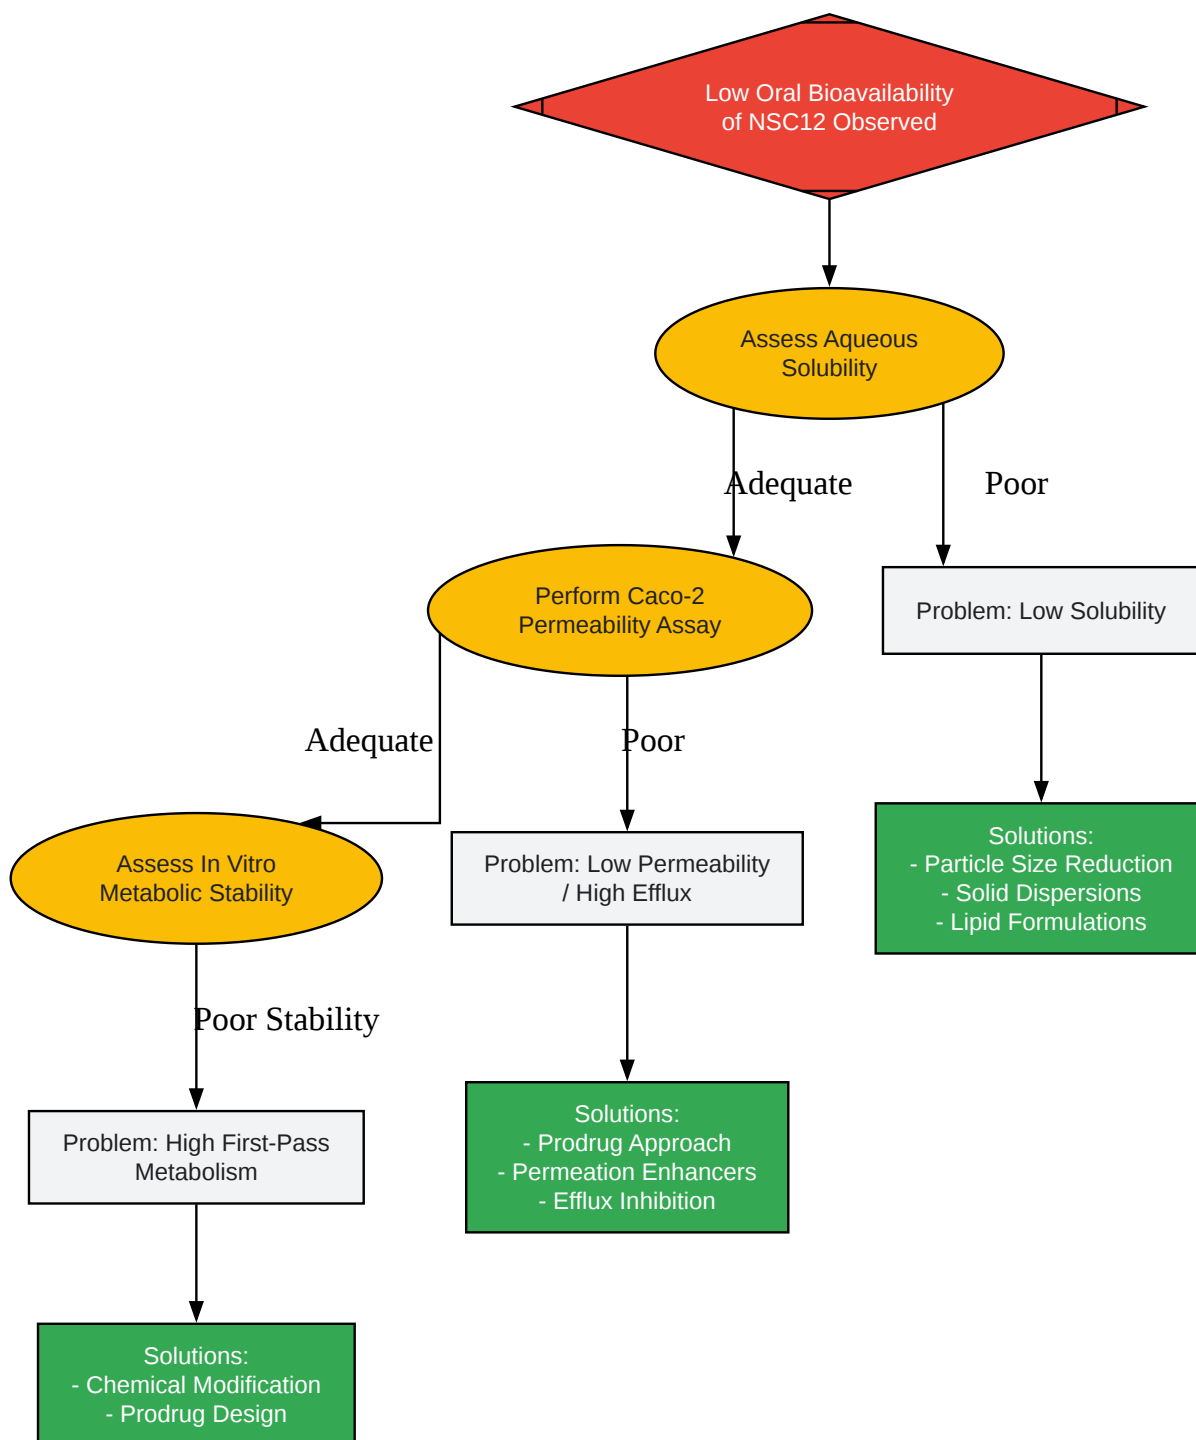 Low Oral Bioavailability
of NSC12 Observed
Assess Aqueous
Solubility
Adequate
Poor
Perform Caco-2
Permeability Assay
Problem: Low Solubility
Adequate
Poor
Assess In Vitro
Metabolic Stability
Problem: Low Permeability
/ High Efflux
Solutions:
- Particle Size Reduction
- Solid Dispersions
- Lipid Formulations
Poor Stability
Problem: High First-Pass
Metabolism
Solutions:
- Prodrug Approach
- Permeation Enhancers
- Efflux Inhibition
Solutions:
- Chemical Modification
- Prodrug Design